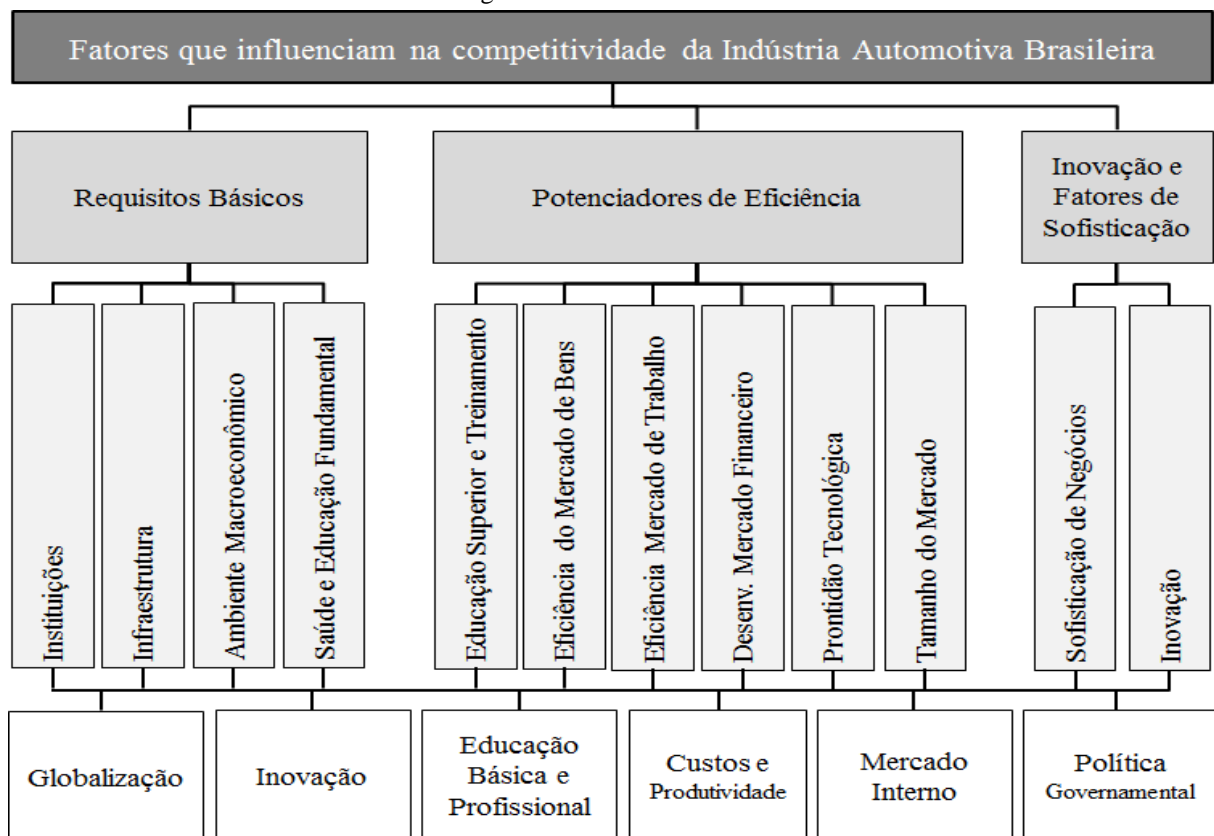 Fatores que influenciam na competitividade da Indústria Automotiva Brasileira
Requisitos Básicos
Potenciadores de Eficiência
Inovação e
Fatores de
Sofisticação
Instituições
Infraestrutura
Ambiente Macroeconômico
Saúde e Educação Fundamental
Educação Superior e Treinamento
Eficiência do Mercado de Bens
Eficiência Mercado de Trabalho
Desenv. Mercado Financeiro
Prontidão Tecnológica
Tamanho do Mercado
Sofisticação de Negócios
Inovação
Globalização
Inovação
Educação
Básica e
Profissional
Custos e
Produtividade
Mercado
Interno
Política
Governamental